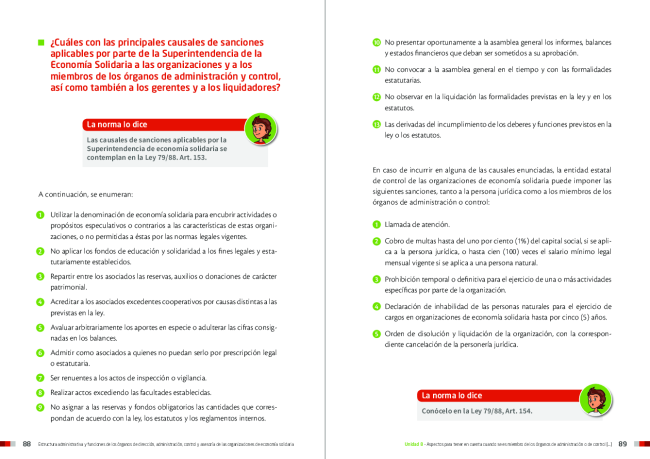 ¿Cuáles con las principales causales de sanciones
aplicables por parte de la Superintendencia de la
Economía Solidaria a las organizaciones y a los
miembros de los órganos de administración y control,
así como también a los gerentes y a los liquidadores?
La norma lo dice
Las causales de sanciones aplicables por la
Superintendencia de economía solidaria se
contemplan en la Ley 79/88. Art. 153.
A continuación, se enumeran:
1 Utilizar la denominación de economía solidaria para encubrir actividades o
propósitos especulativos o contrarios a las características de estas organi-
zaciones, o no permitidas a éstas por las normas legales vigentes.
2 No aplicar los fondos de educación y solidaridad a los fines legales y esta-
tutariamente establecidos.
3 Repartir entre los asociados las reservas, auxilios o donaciones de carácter
patrimonial.
4 Acreditar a los asociados excedentes cooperativos por causas distintas a las
previstas en la ley.
5 Avaluar arbitrariamente los aportes en especie o adulterar las cifras consig-
nadas en los balances.
6 Admitir como asociados a quienes no puedan serlo por prescripción legal
o estatutaria.
7 Ser renuentes a los actos de inspección o vigilancia.
8 Realizar actos excediendo las facultades establecidas.
9 No asignar a las reservas y fondos obligatorios las cantidades que corres-
pondan de acuerdo con la ley, los estatutos y los reglamentos internos.
88 Estructura administrativa y funciones de los órganos de dirección, administración, control y asesoría de las organizaciones de economía solidaria
10 No presentar oportunamente a la asamblea general los informes, balances
y estados financieros que deban ser sometidos a su aprobación.
11 No convocar a la asamblea general en el tiempo y con las formalidades
estatutarias.
12 No observar en la liquidación las formalidades previstas en la ley y en los
estatutos.
13 Las derivadas del incumplimiento de los deberes y funciones previstos en la
ley o los estatutos.
En caso de incurrir en alguna de las causales enunciadas, la entidad estatal
de control de las organizaciones de economía solidaria puede imponer las
siguientes sanciones, tanto a la persona jurídica como a los miembros de los
órganos de administración o control:
1 Llamada de atención.
2 Cobro de multas hasta del uno por ciento (1%) del capital social, si se apli-
ca a la persona jurídica, o hasta cien (100) veces el salario mínimo legal
mensual vigente si se aplica a una persona natural.
3 Prohibición temporal o definitiva para el ejercicio de una o más actividades
específicas por parte de la organización.
4 Declaración de inhabilidad de las personas naturales para el ejercicio de
cargos en organizaciones de economía solidaria hasta por cinco (5) años.
5 Orden de disolución y liquidación de la organización, con la correspon-
diente cancelación de la personería jurídica.
La norma lo dice
Conócelo en la Ley 79/88, Art. 154.
Unidad 8 - Aspectos para tener en cuenta cuando se es miembro de los órganos de administración o de control [...] 89